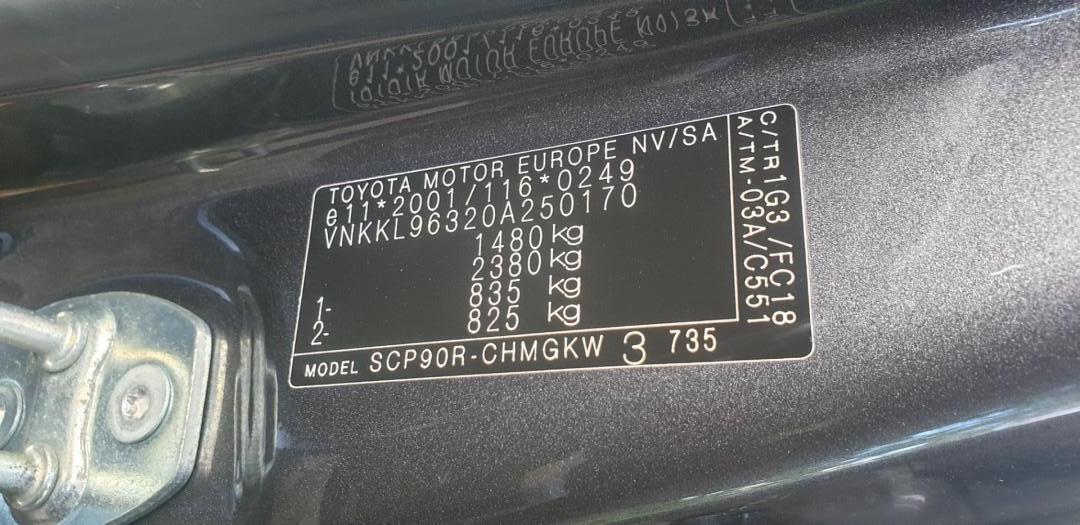 TOYOTA MOTOR EUROPE NV/SA
e11*2001/116*0249
VNKKL96320A250170
1480 kg
2380 kg
1- 835 kg
2- 825 kg
MODEL SCP90R-CHMGKW 3 735
C/TR1G3 /FC18
A/TM-03A/C551